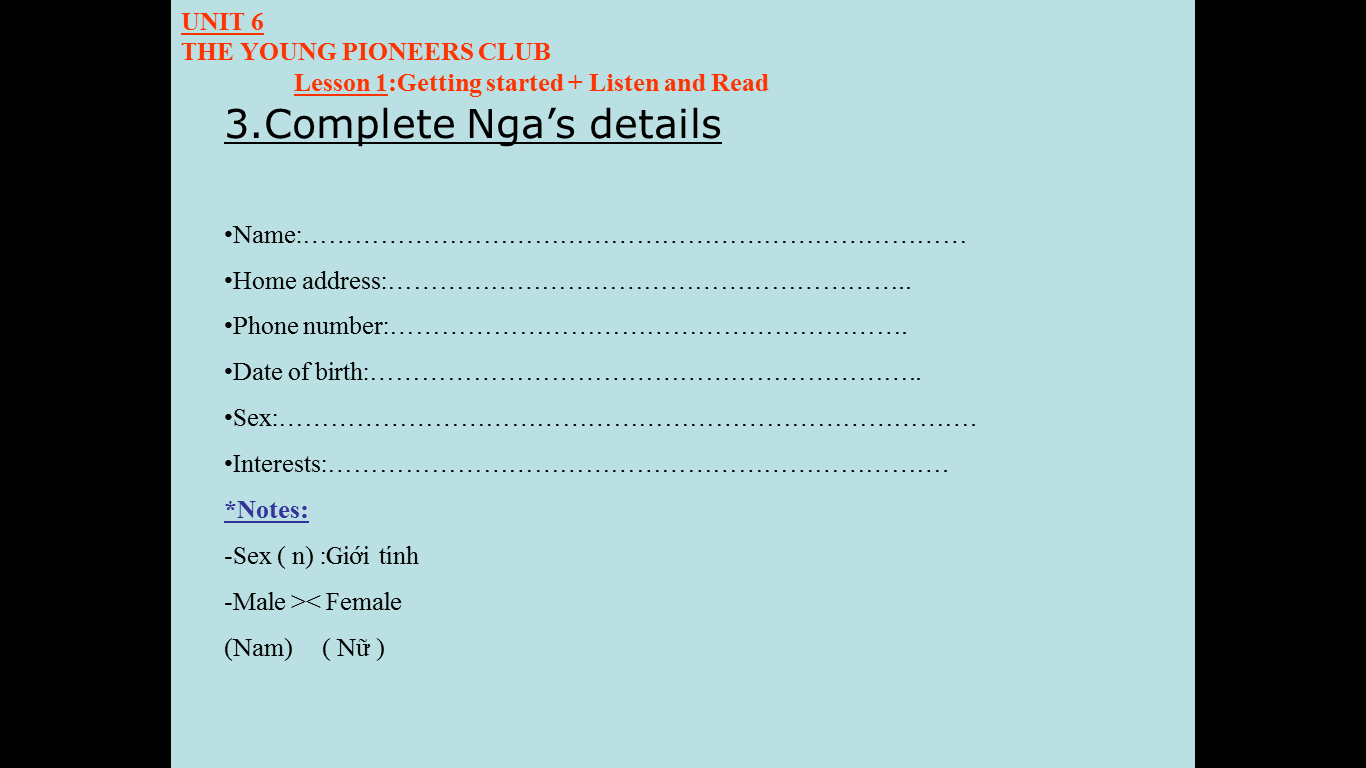 UNIT 6
THE YOUNG PIONEERS CLUB
Lesson 1:Getting started + Listen and Read
3.Complete Nga’s details
•Name:……………………………………………………………………
•Home address:……………………………………………………..
•Phone number:…………………………………………………….
•Date of birth:………………………………………………………..
•Sex:………………………………………………………………………
•Interests:……………………………………………………………….
*Notes:
-Sex ( n) :Giới tính
-Male >< Female
(Nam) ( Nữ )